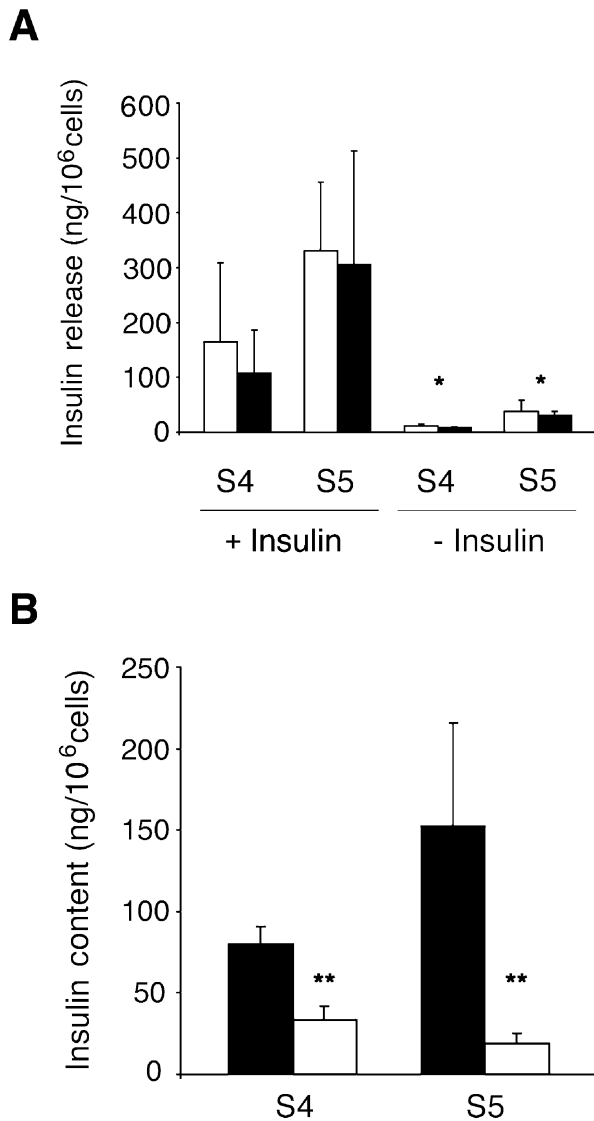 A
Insulin release (ng/10⁶cells)
600
500
400
300
200
100
0
*
*
S4
S5
S4
S5
+ Insulin
- Insulin
B
Insulin content (ng/10⁶cells)
250
200
150
100
50
0
**
**
S4
S5